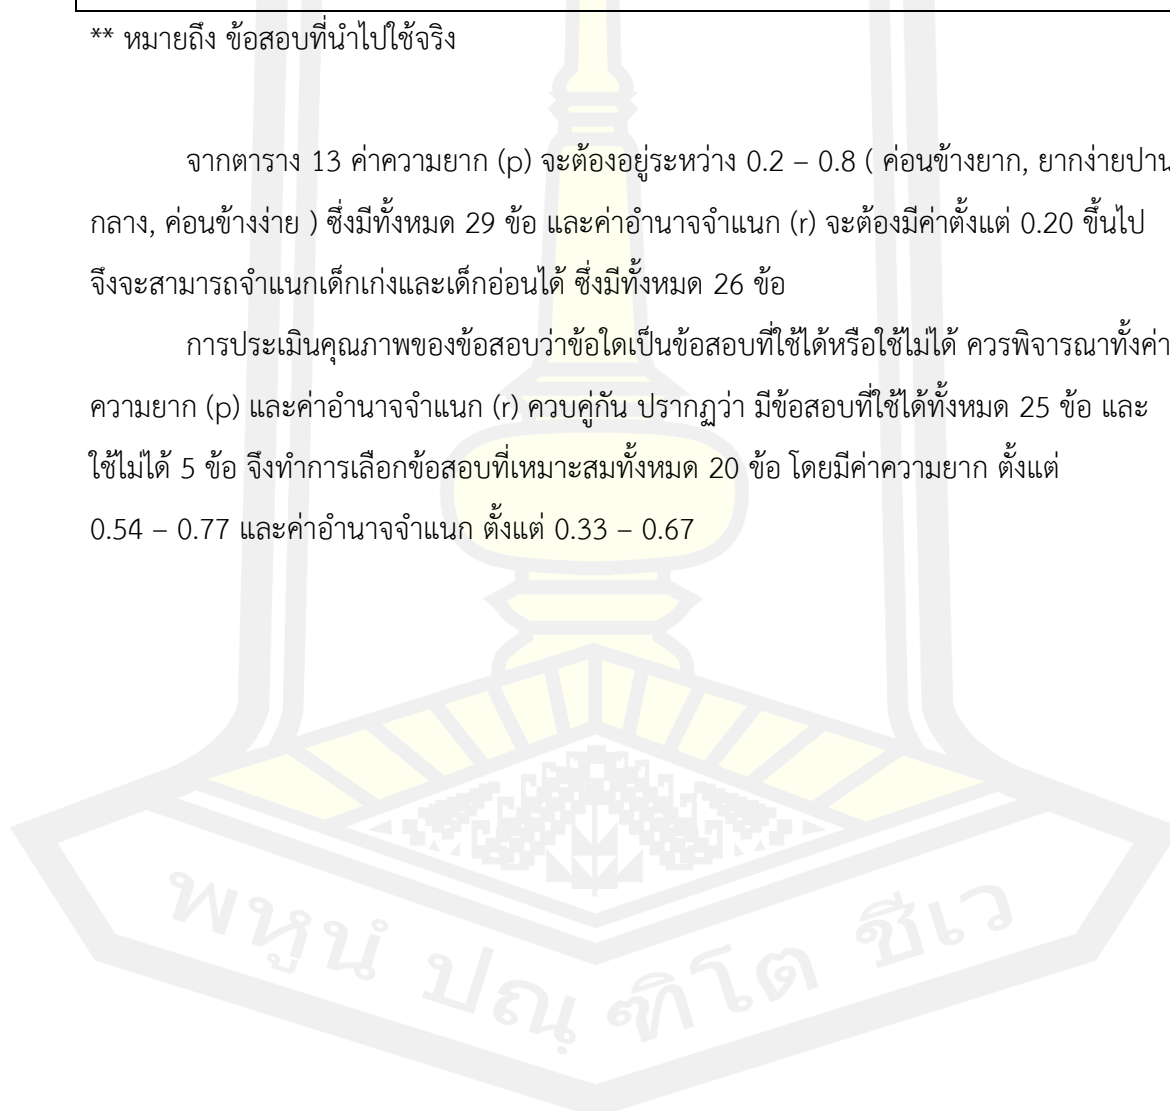 ** หมายถึง ข้อสอบที่นำไปใช้จริง
จากตาราง 13 ค่าความยาก (p) จะต้องอยู่ระหว่าง 0.2 – 0.8 ( ค่อนข้างยาก, ยากง่ายปาน
กลาง, ค่อนข้างง่าย ) ซึ่งมีทั้งหมด 29 ข้อ และค่าอำนาจจำแนก (r) จะต้องมีค่าตั้งแต่ 0.20 ขึ้นไป
จึงจะสามารถจำแนกเด็กเก่งและเด็กอ่อนได้ ซึ่งมีทั้งหมด 26 ข้อ
การประเมินคุณภาพของข้อสอบว่าข้อใดเป็นข้อสอบที่ใช้ได้หรือใช้ไม่ได้ ควรพิจารณาทั้งค่า
ความยาก (p) และค่าอำนาจจำแนก (r) ควบคู่กัน ปรากฏว่า มีข้อสอบที่ใช้ได้ทั้งหมด 25 ข้อ และ
ใช้ไม่ได้ 5 ข้อ จึงทำการเลือกข้อสอบที่เหมาะสมทั้งหมด 20 ข้อ โดยมีค่าความยาก ตั้งแต่
0.54 – 0.77 และค่าอำนาจจำแนก ตั้งแต่ 0.33 – 0.67
พหูนํ ปณฺฑิโต ชีเว